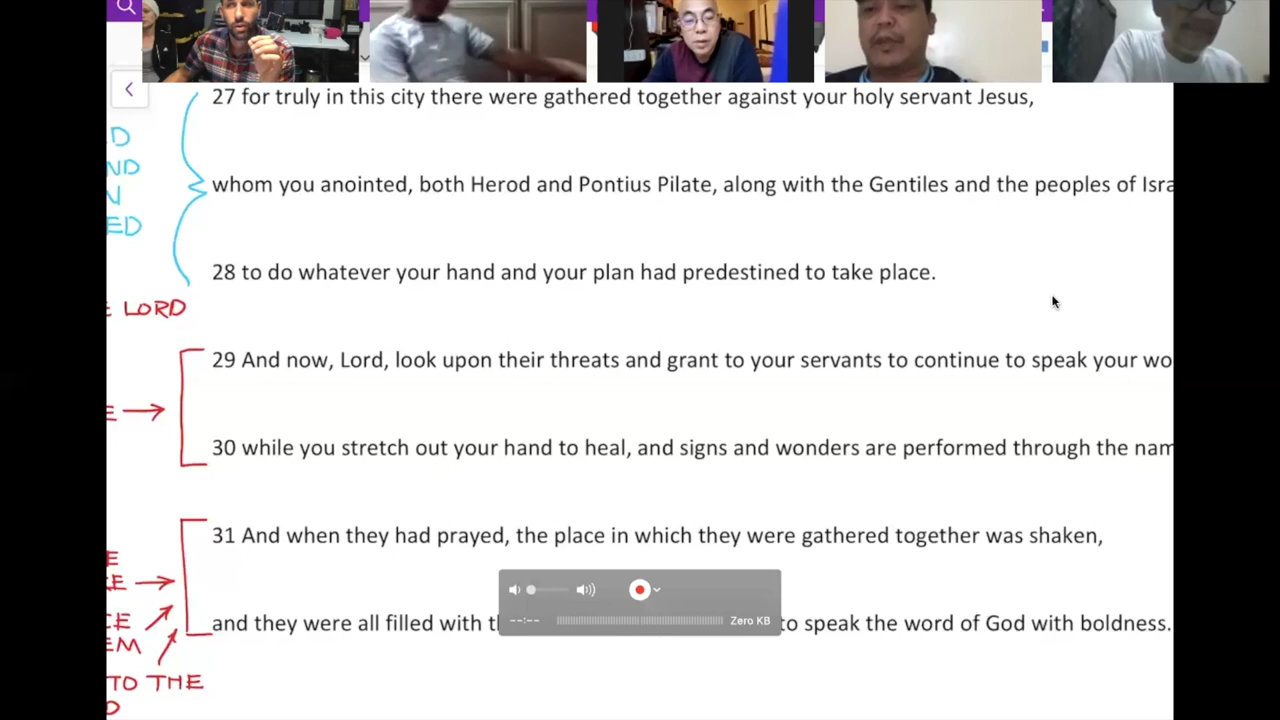 27 for truly in this city there were gathered together against your holy servant Jesus,
whom you anointed, both Herod and Pontius Pilate, along with the Gentiles and the peoples of Isra
28 to do whatever your hand and your plan had predestined to take place.
LORD
29 And now, Lord, look upon their threats and grant to your servants to continue to speak your wo
30 while you stretch out your hand to heal, and signs and wonders are performed through the nam
31 And when they had prayed, the place in which they were gathered together was shaken,
--:--
Zero KB
and they were all filled with th to speak the word of God with boldness.
TO THE